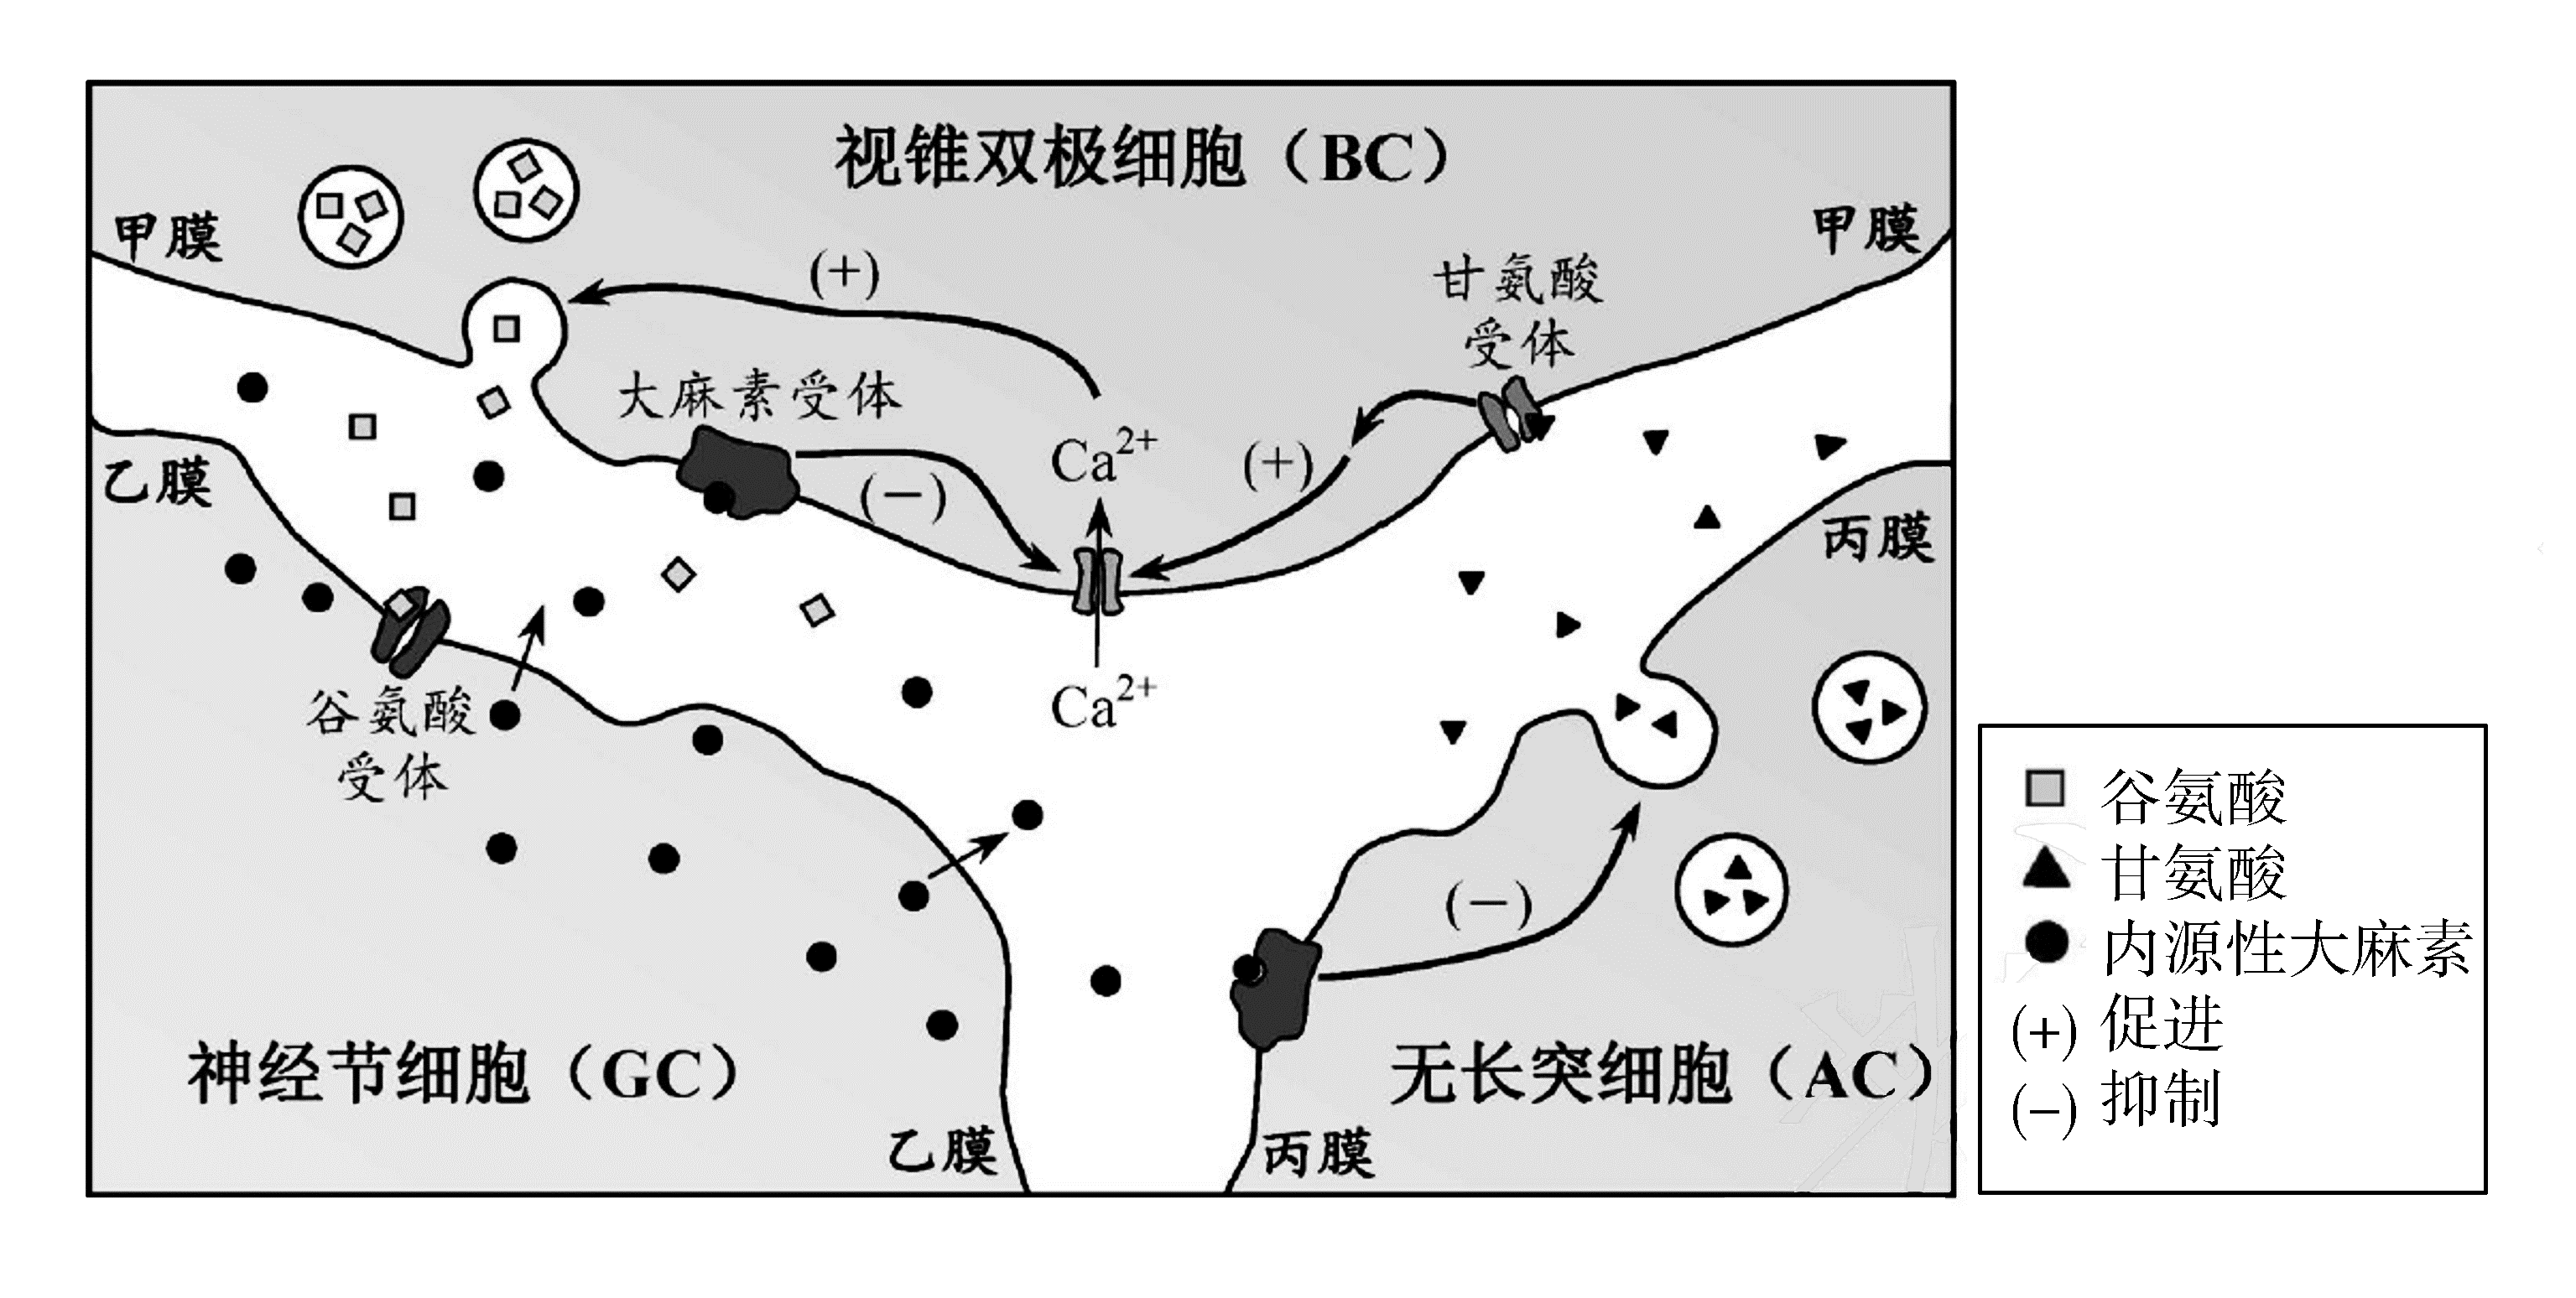 视锥双极细胞（BC）
甲膜
甲膜
(+)
甘氨酸
受体
大麻素受体
Ca²⁺
(+)
(−)
乙膜
丙膜
谷氨酸
受体
Ca²⁺
(−)
神经节细胞（GC）
无长突细胞（AC）
乙膜
丙膜
谷氨酸
甘氨酸
内源性大麻素
(+) 促进
(−) 抑制